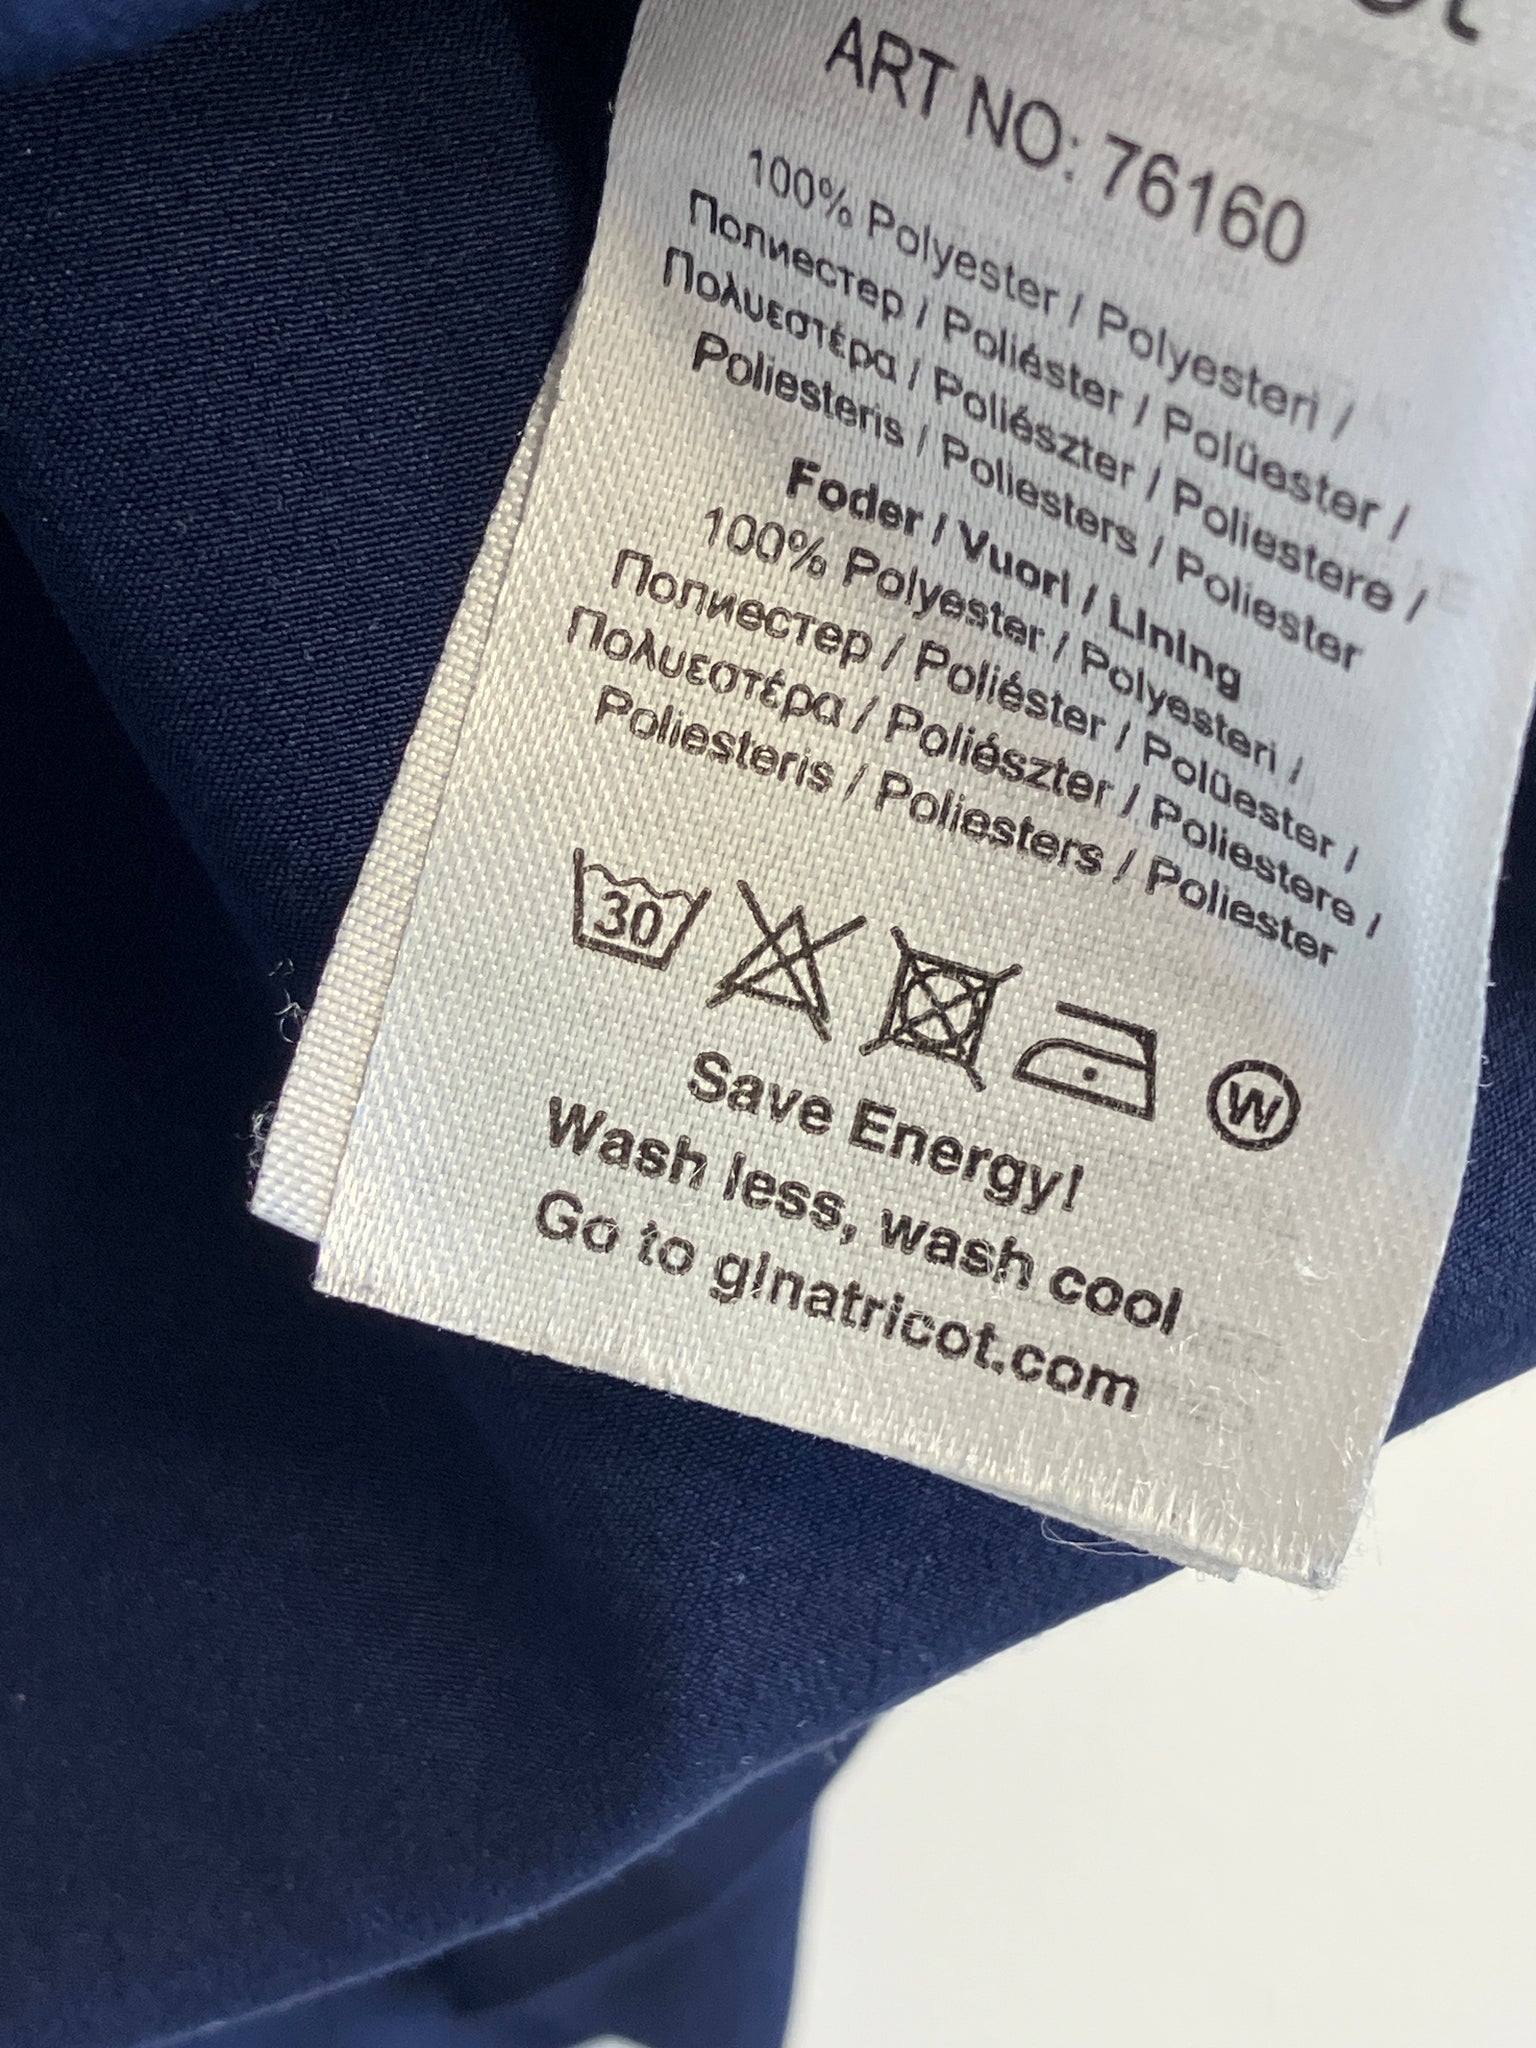 ART NO: 76160
100% Polyester / Polyesteri /
Полиестер / Poliéster / Polüester /
Πολυεστέρα / Poliészter / Poliestere /
Poliesteris / Poliesters / Poliester
Foder / Vuori / Lining
100% Polyester / Polyesteri /
Полиестер / Poliéster / Polüester /
Πολυεστέρα / Poliészter / Poliestere /
Poliesteris / Poliesters / Poliester
30
W
Save Energy!
Wash less, wash cool
Go to ginatricot.com